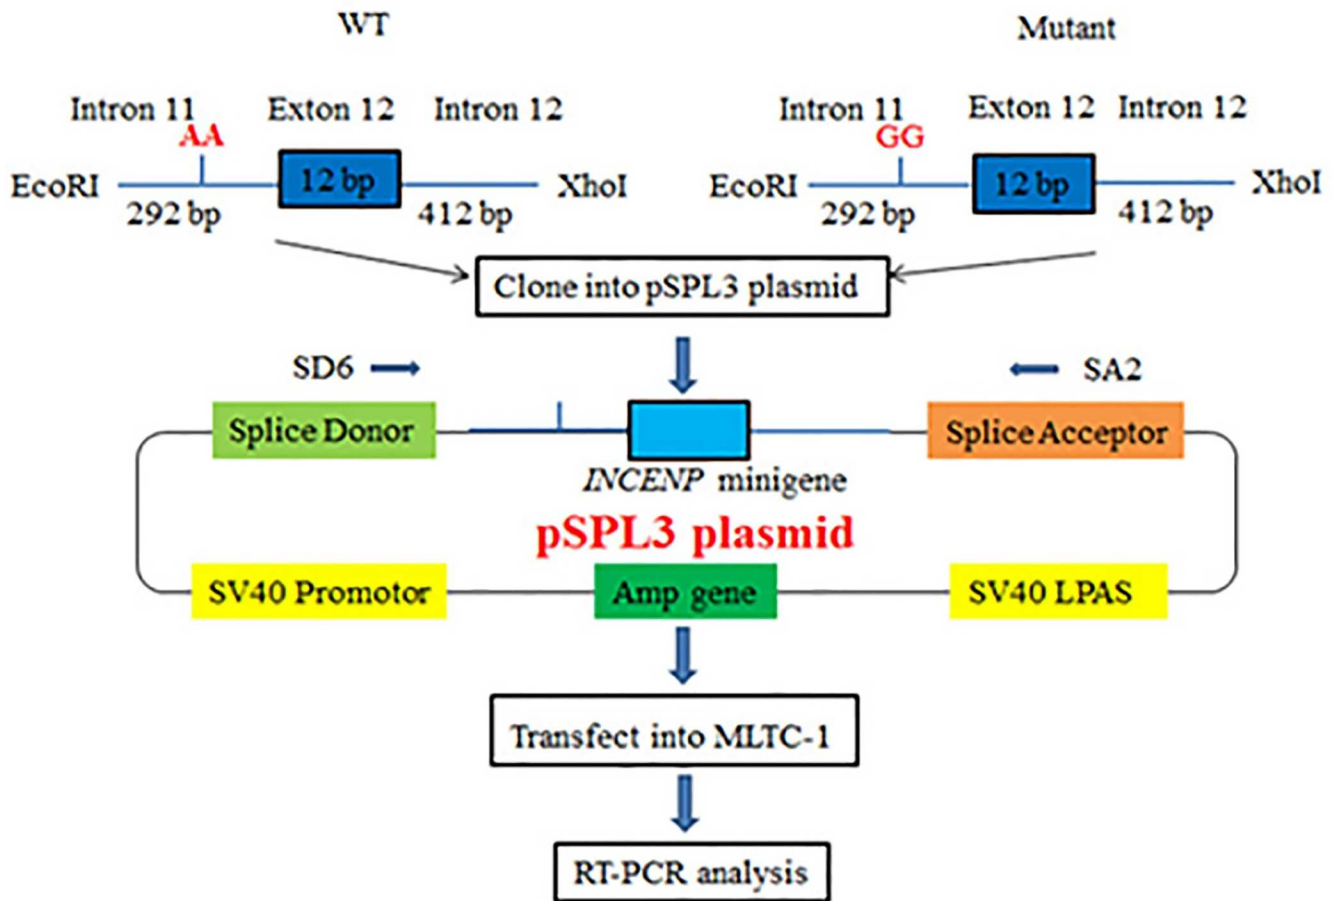 WT
Mutant
Intron 11 Exton 12 Intron 12
AA
EcoRI 12 bp XhoI
292 bp 412 bp
Intron 11 Exton 12 Intron 12
GG
EcoRI 12 bp XhoI
292 bp 412 bp
Clone into pSPL3 plasmid
SD6 SA2
Splice Donor Splice Acceptor
INCENP minigene
pSPL3 plasmid
SV40 Promotor Amp gene SV40 LPAS
Transfect into MLTC-1
RT-PCR analysis